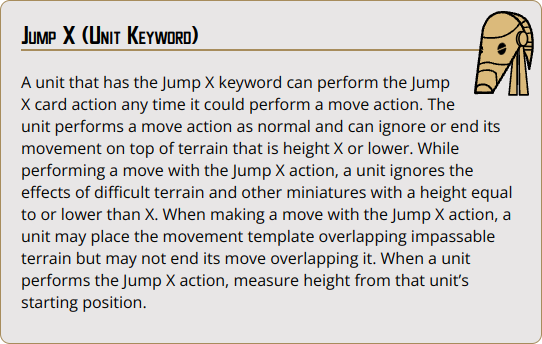 Jump X (Unit Keyword)
A unit that has the Jump X keyword can perform the Jump
X card action any time it could perform a move action. The
unit performs a move action as normal and can ignore or end its
movement on top of terrain that is height X or lower. While
performing a move with the Jump X action, a unit ignores the
effects of difficult terrain and other miniatures with a height equal
to or lower than X. When making a move with the Jump X action, a
unit may place the movement template overlapping impassable
terrain but may not end its move overlapping it. When a unit
performs the Jump X action, measure height from that unit’s
starting position.